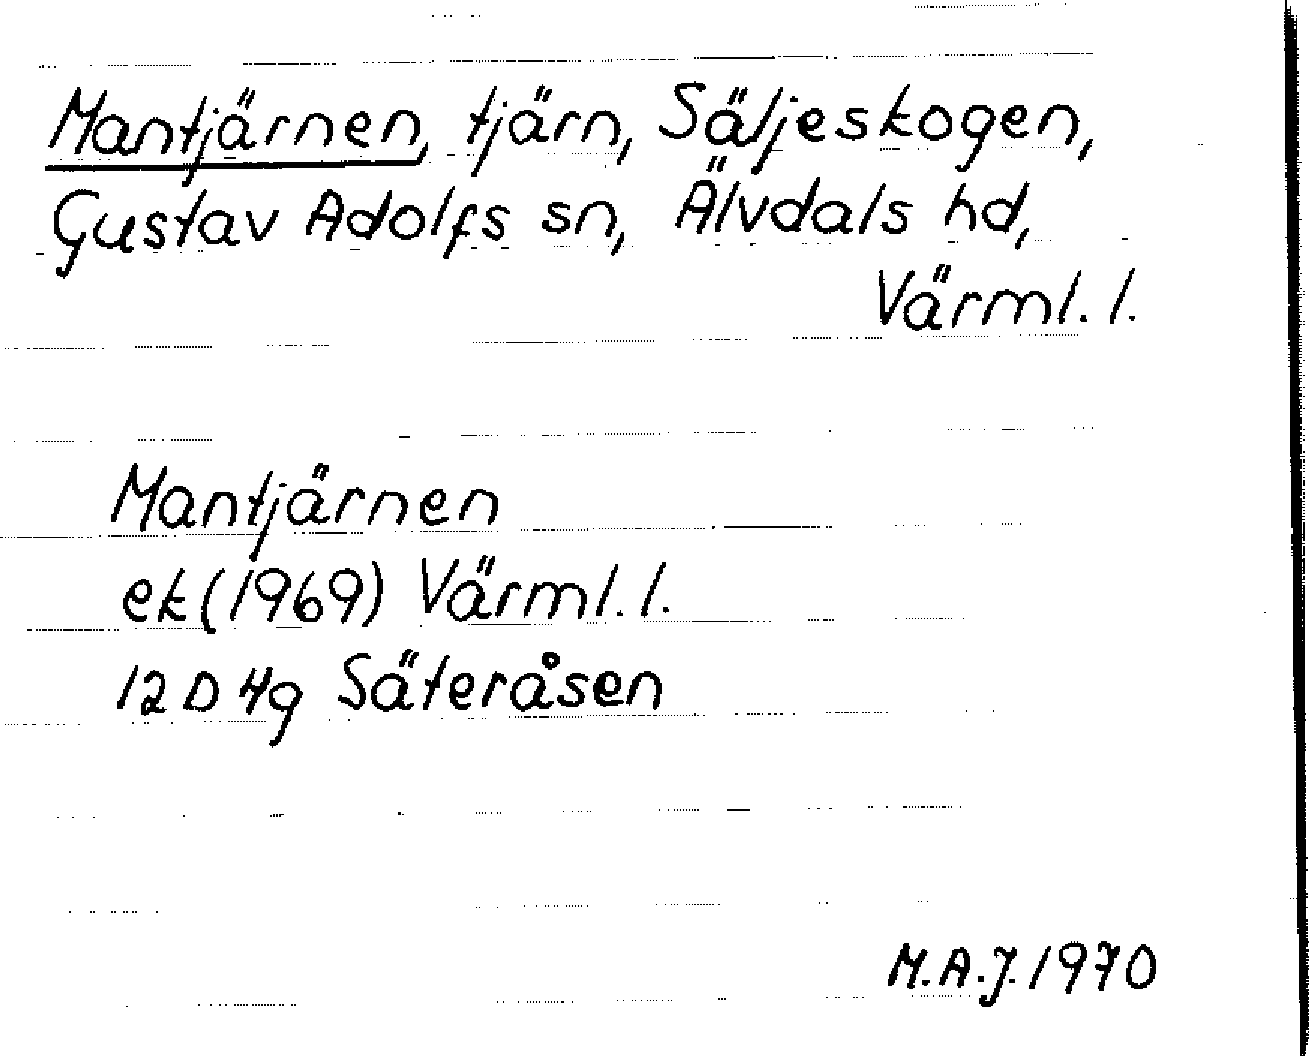 Mantjärnen, tjärn, Säljeskogen,
Gustav Adolfs sn, Älvdals hd,
Värml. l.
Mantjärnen
ek (1969) Värml. l.
12 D 4g Säteråsen
M.A.J. 1970